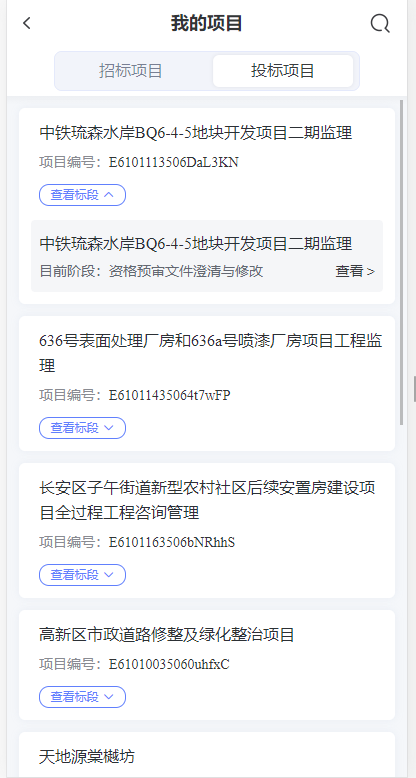 我的项目
招标项目 投标项目
中铁琉森水岸BQ6-4-5地块开发项目二期监理
项目编号：E6101113506DaL3KN
查看标段
中铁琉森水岸BQ6-4-5地块开发项目二期监理
目前阶段：资格预审文件澄清与修改 查看 >
636号表面处理厂房和636a号喷漆厂房项目工程监
理
项目编号：E61011435064t7wFP
查看标段
长安区子午街道新型农村社区后续安置房建设项
目全过程工程咨询管理
项目编号：E6101163506bNRhhS
查看标段
高新区市政道路修整及绿化整治项目
项目编号：E61010035060uhfxC
查看标段
天地源棠樾坊